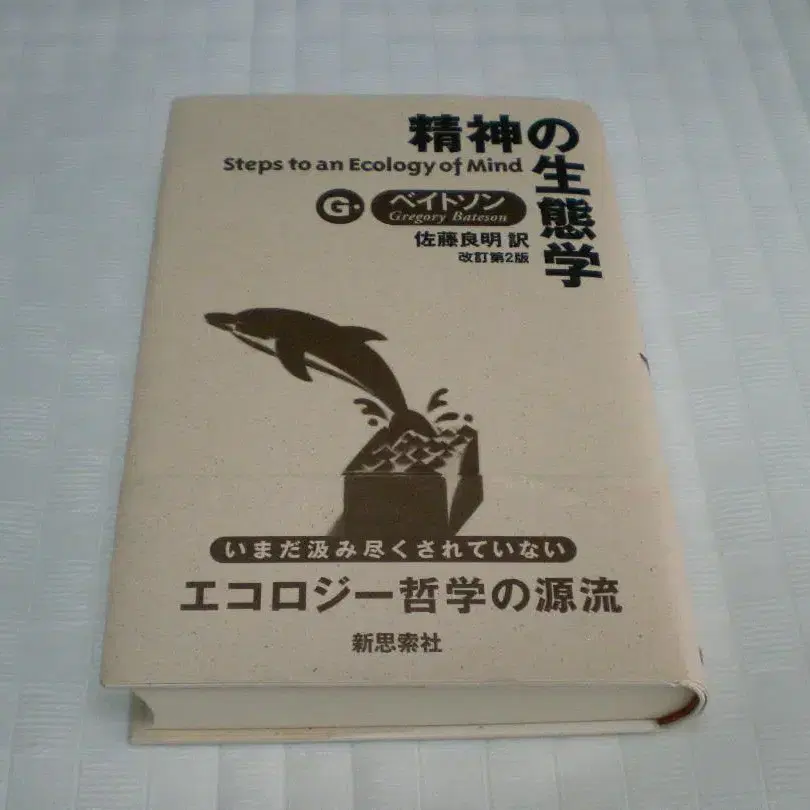 精神の生態学
Steps to an Ecology of Mind
G・ベイトソン
Gregory Bateson
佐藤良明 訳
改訂第2版
いまだ汲み尽くされていない
エコロジー哲学の源流
新思索社